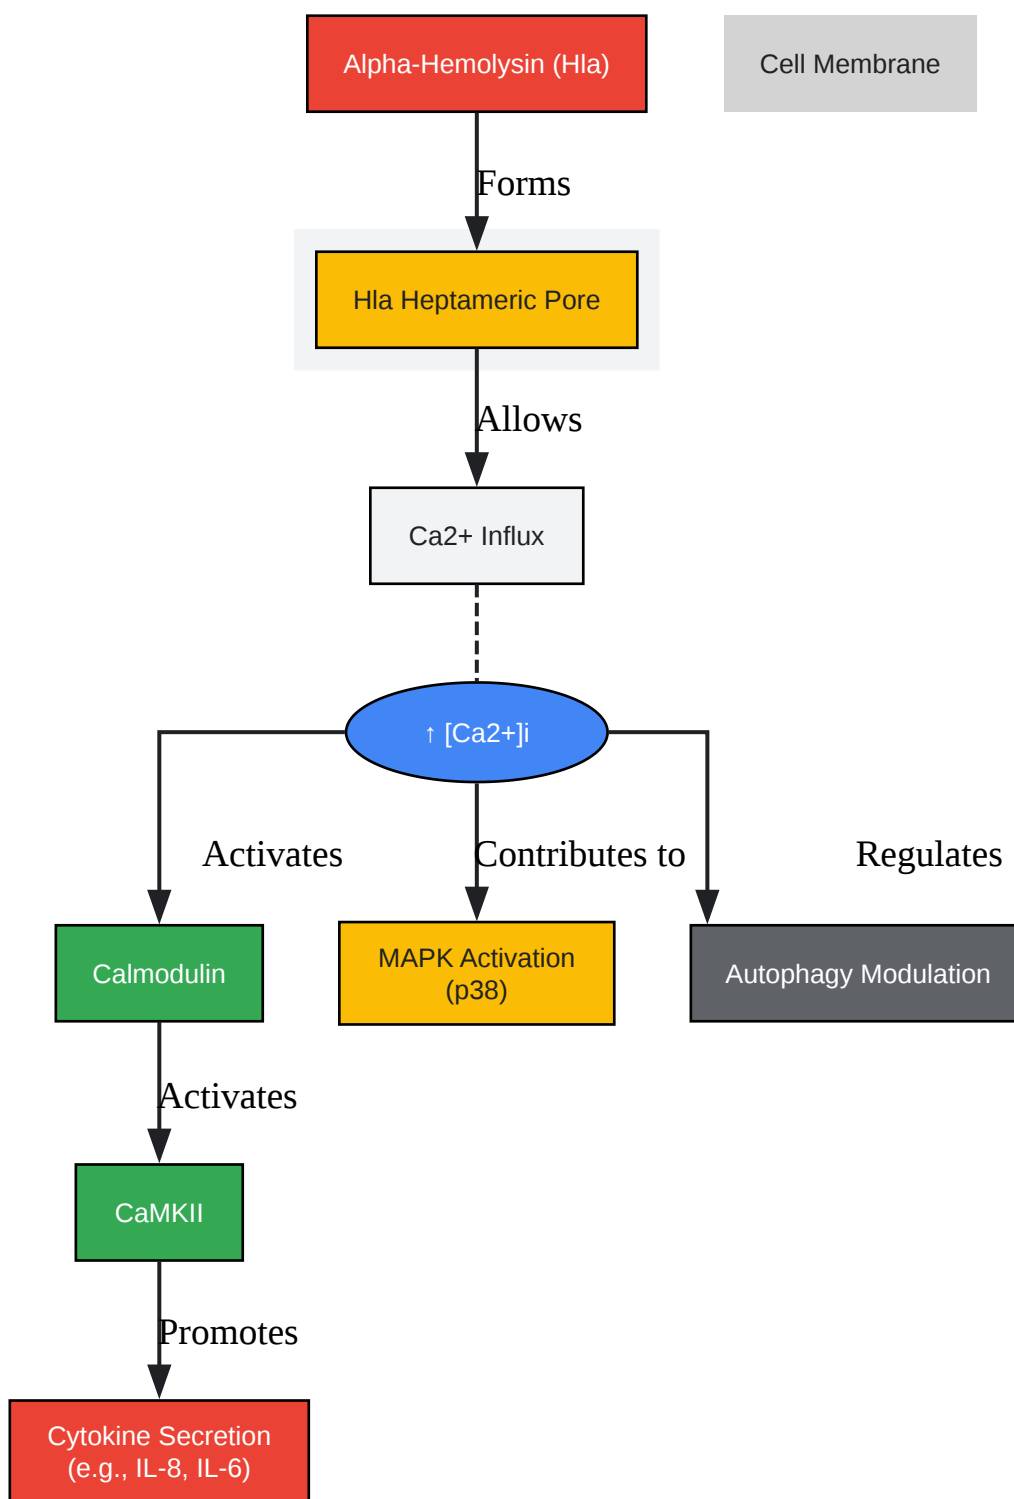 Alpha-Hemolysin (Hla)
Cell Membrane
Forms
Hla Heptameric Pore
Allows
Ca2+ Influx
↑ [Ca2+]i
Activates
Contributes to
Regulates
Calmodulin
MAPK Activation
(p38)
Autophagy Modulation
Activates
CaMKII
Promotes
Cytokine Secretion
(e.g., IL-8, IL-6)